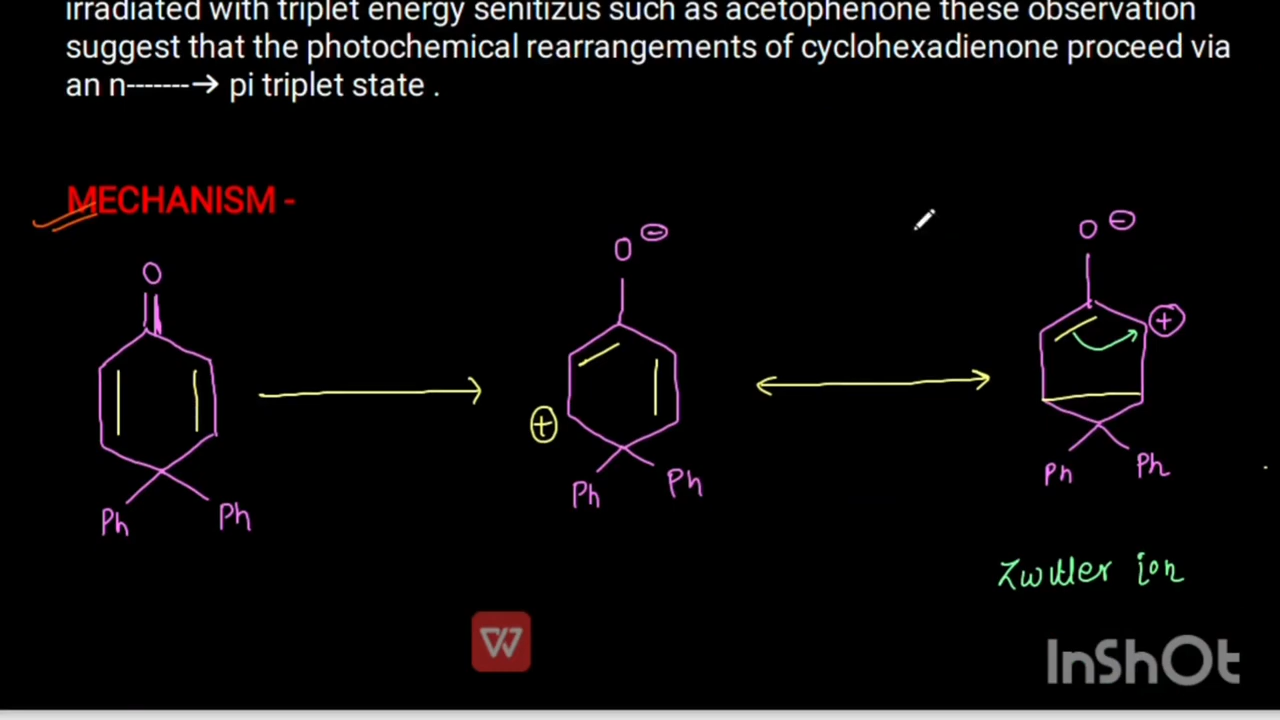 irradiated with triplet energy senitizus such as acetophenone these observation
suggest that the photochemical rearrangements of cyclohexadienone proceed via
an n-------→ pi triplet state .
MECHANISM -
O
O ⊖
O ⊖
⊕
⊕
Ph Ph
Ph Ph
Ph Ph
Zwitter ion
W
InShOt